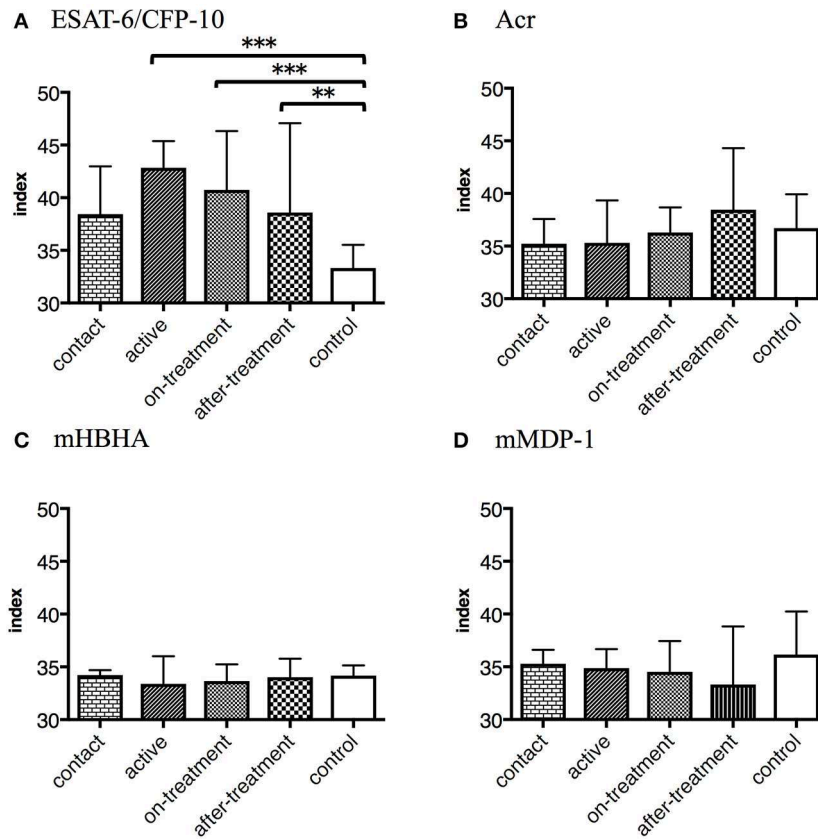 A ESAT-6/CFP-10
***
***
**
50
45
40
35
30
index
contact
active
on-treatment
after-treatment
control
B Acr
50
45
40
35
30
index
contact
active
on-treatment
after-treatment
control
C mHBHA
50
45
40
35
30
index
contact
active
on-treatment
after-treatment
control
D mMDP-1
50
45
40
35
30
index
contact
active
on-treatment
after-treatment
control